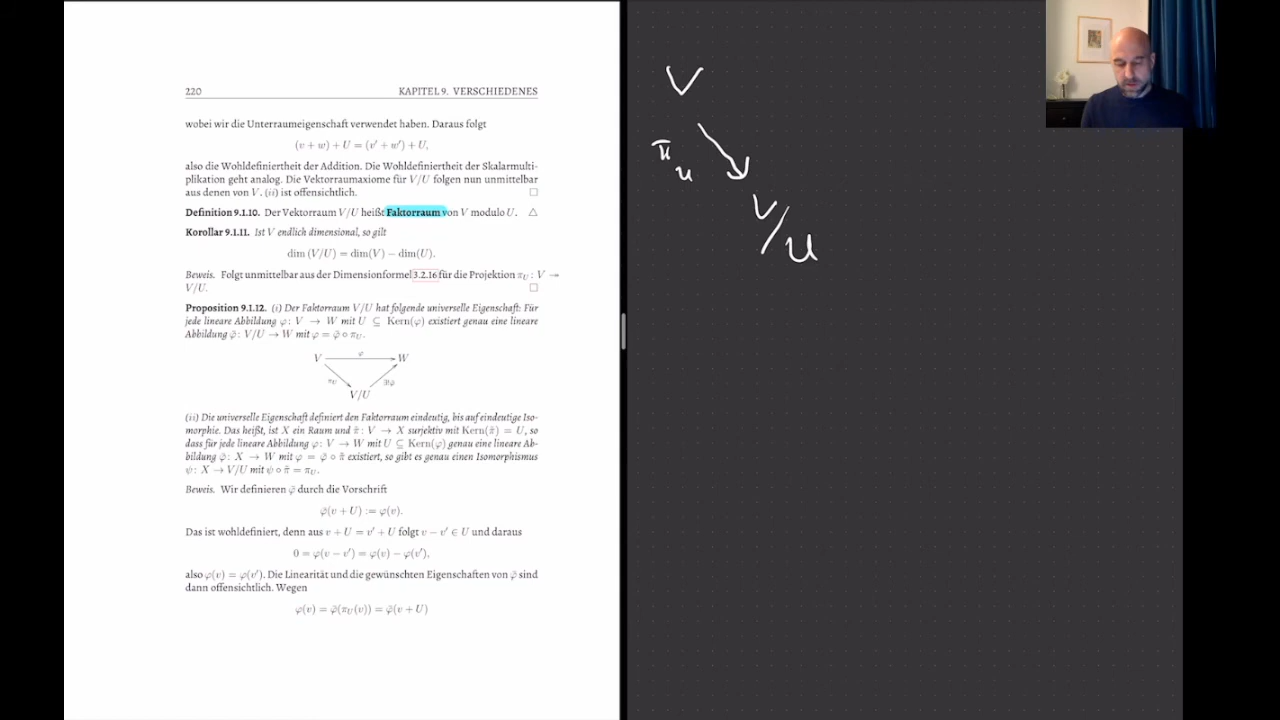 220 KAPITEL 9. VERSCHIEDENES
wobei wir die Unterraumeigenschaft verwendet haben. Daraus folgt
(v + w) + U = (v′ + w′) + U,
also die Wohldefiniertheit der Addition. Die Wohldefiniertheit der Skalarmulti-
plikation geht analog. Die Vektorraumaxiome für V/U folgen nun unmittelbar
aus denen von V. (ii) ist offensichtlich. □
Definition 9.1.10. Der Vektorraum V/U heißt Faktorraum von V modulo U. △
Korollar 9.1.11. Ist V endlich dimensional, so gilt
dim (V/U) = dim(V) − dim(U).
Beweis. Folgt unmittelbar aus der Dimensionformel 3.2.16 für die Projektion π_U : V →
V/U. □
Proposition 9.1.12. (i) Der Faktorraum V/U hat folgende universelle Eigenschaft: Für
jede lineare Abbildung φ: V → W mit U ⊆ Kern(φ) existiert genau eine lineare
Abbildung φ̄: V/U → W mit φ = φ̄ ∘ π_U.
V φ W
π_U ∃!φ̄
V/U
(ii) Die universelle Eigenschaft definiert den Faktorraum eindeutig, bis auf eindeutige Iso-
morphie. Das heißt, ist X ein Raum und π̃: V → X surjektiv mit Kern(π̃) = U, so
dass für jede lineare Abbildung φ: V → W mit U ⊆ Kern(φ) genau eine lineare Ab-
bildung φ̄: X → W mit φ = φ̄ ∘ π̃ existiert, so gibt es genau einen Isomorphismus
ψ: X → V/U mit ψ ∘ π̃ = π_U.
Beweis. Wir definieren φ̄ durch die Vorschrift
φ̄(v + U) := φ(v).
Das ist wohldefiniert, denn aus v + U = v′ + U folgt v − v′ ∈ U und daraus
0 = φ(v − v′) = φ(v) − φ(v′),
also φ(v) = φ(v′). Die Linearität und die gewünschten Eigenschaften von φ̄ sind
dann offensichtlich. Wegen
φ(v) = φ̄(π_U(v)) = φ̄(v + U)
V
π_U
V/U